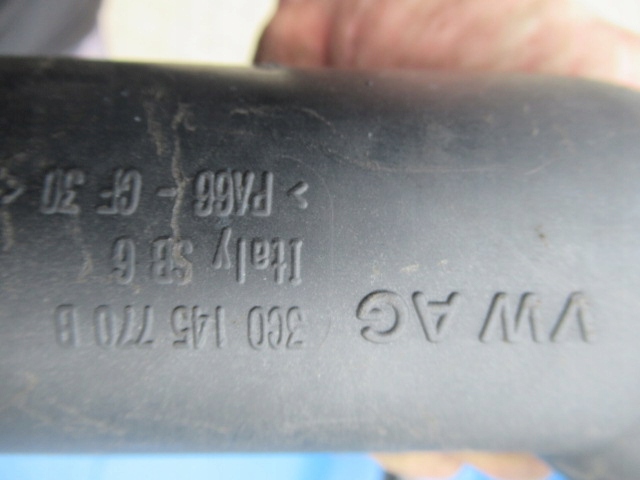 VW AG
3C0 145 770 B
Italy SB 6
> PA66 - GF 30 <